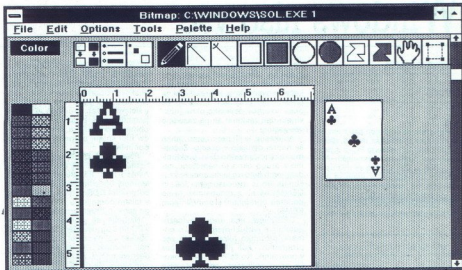 Bitmap: C:\WINDOWS\SOL.EXE 1
File Edit Options Tools Palette Help
Color
0 1 2 3 4 5 6
1
2
3
4
5
A
A
A